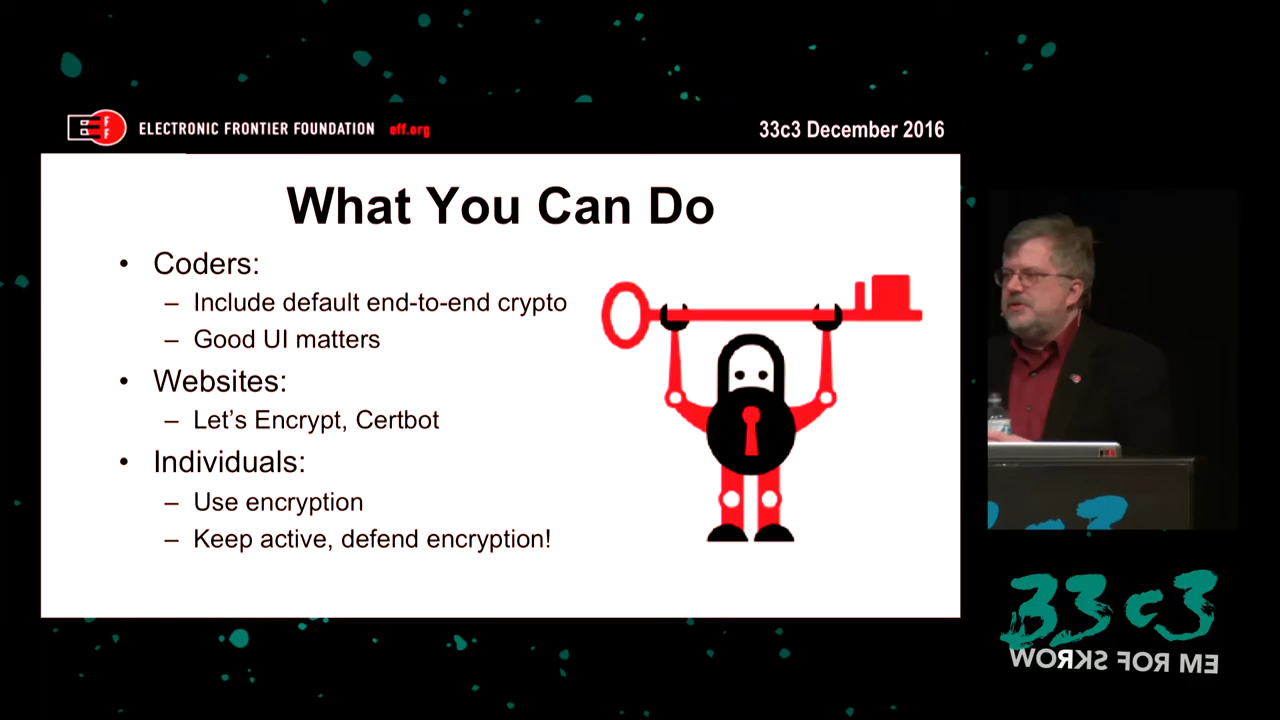 EFF ELECTRONIC FRONTIER FOUNDATION eff.org
33c3 December 2016
What You Can Do
• Coders:
– Include default end-to-end crypto
– Good UI matters
• Websites:
– Let's Encrypt, Certbot
• Individuals:
– Use encryption
– Keep active, defend encryption!
33c3
WORKS FOR ME